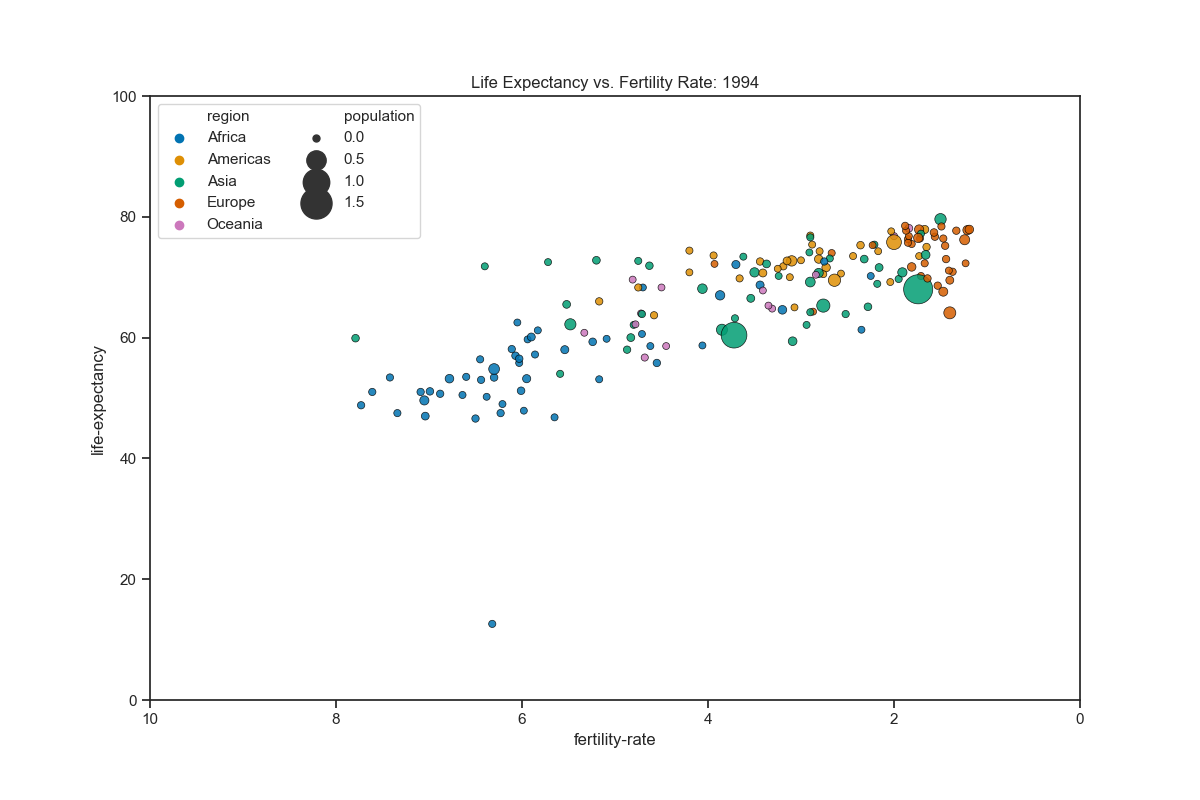 Life Expectancy vs. Fertility Rate: 1994
100
80
60
40
20
0
life-expectancy
region
Africa
Americas
Asia
Europe
Oceania
population
0.0
0.5
1.0
1.5
10 8 6 4 2 0
fertility-rate